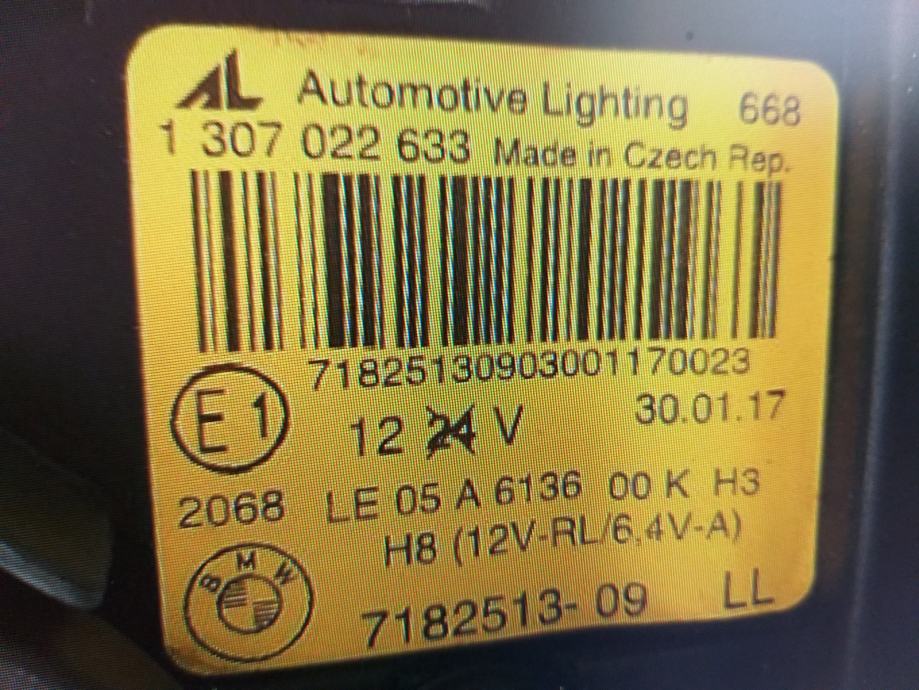 AL Automotive Lighting 668
1 307 022 633 Made in Czech Rep.
71825130903001170023
E1 12 24 V 30.01.17
2068 LE 05 A 6136 00 K H3
H8 (12V-RL/6,4V-A)
BMW
7182513-09 LL